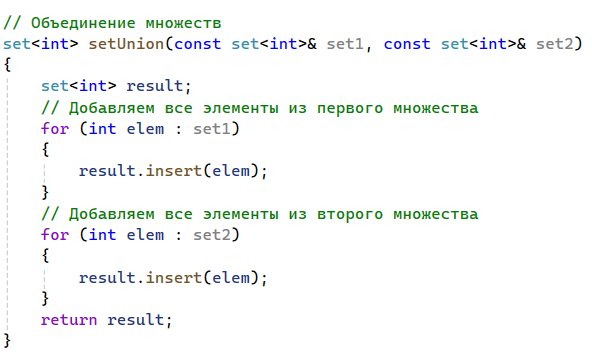 // Объединение множеств
set<int> setUnion(const set<int>& set1, const set<int>& set2)
{
    set<int> result;
    // Добавляем все элементы из первого множества
    for (int elem : set1)
    {
        result.insert(elem);
    }
    // Добавляем все элементы из второго множества
    for (int elem : set2)
    {
        result.insert(elem);
    }
    return result;
}